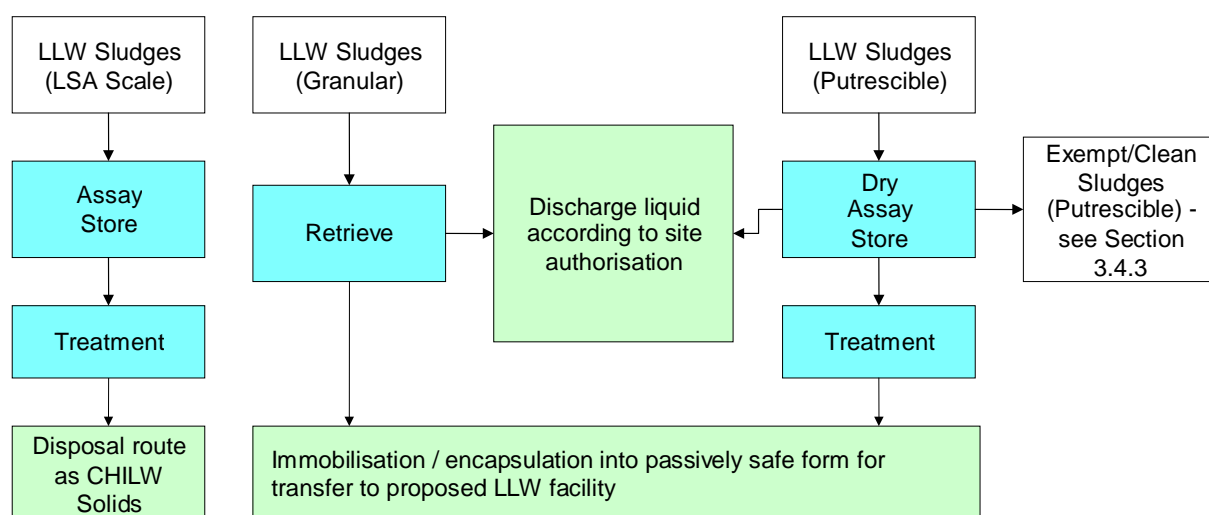 LLW Sludges
(LSA Scale)
LLW Sludges
(Granular)
LLW Sludges
(Putrescible)
Assay
Store
Retrieve
Discharge liquid
according to site
authorisation
Dry
Assay
Store
Exempt/Clean
Sludges
(Putrescible) -
see Section
3.4.3
Treatment
Treatment
Disposal route
as CHILW
Solids
Immobilisation / encapsulation into passively safe form for
transfer to proposed LLW facility